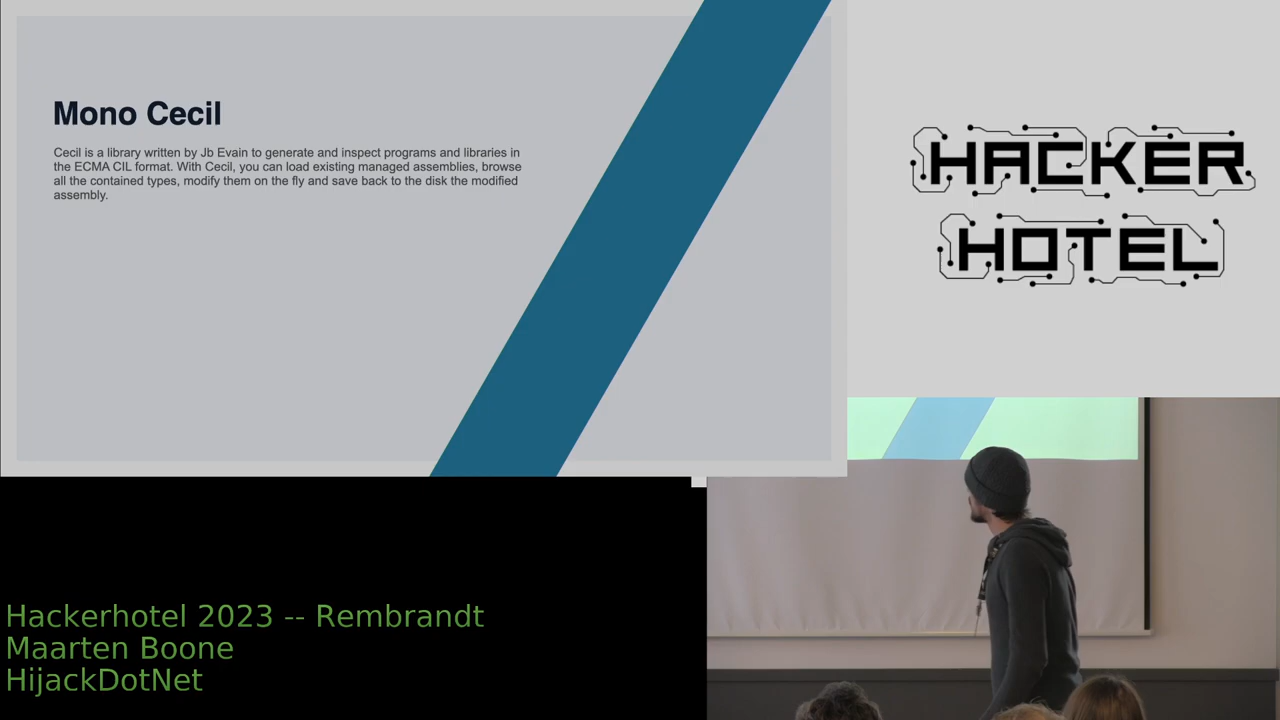 Mono Cecil
Cecil is a library written by Jb Evain to generate and inspect programs and libraries in
the ECMA CIL format. With Cecil, you can load existing managed assemblies, browse
all the contained types, modify them on the fly and save back to the disk the modified
assembly.
HACKER
HOTEL
Hackerhotel 2023 -- Rembrandt
Maarten Boone
HijackDotNet